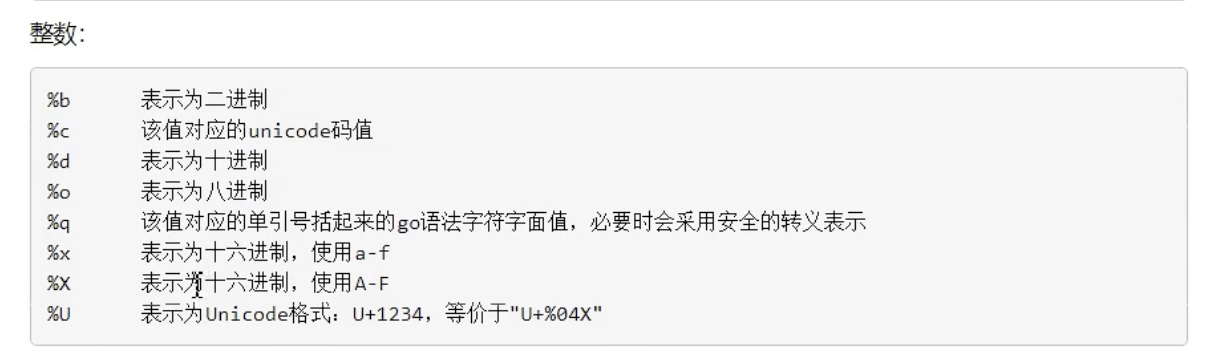 整数：
%b 表示为二进制
%c 该值对应的unicode码值
%d 表示为十进制
%o 表示为八进制
%q 该值对应的单引号括起来的go语法字符字面值，必要时会采用安全的转义表示
%x 表示为十六进制，使用a-f
%X 表示为十六进制，使用A-F
%U 表示为Unicode格式：U+1234，等价于"U+%04X"